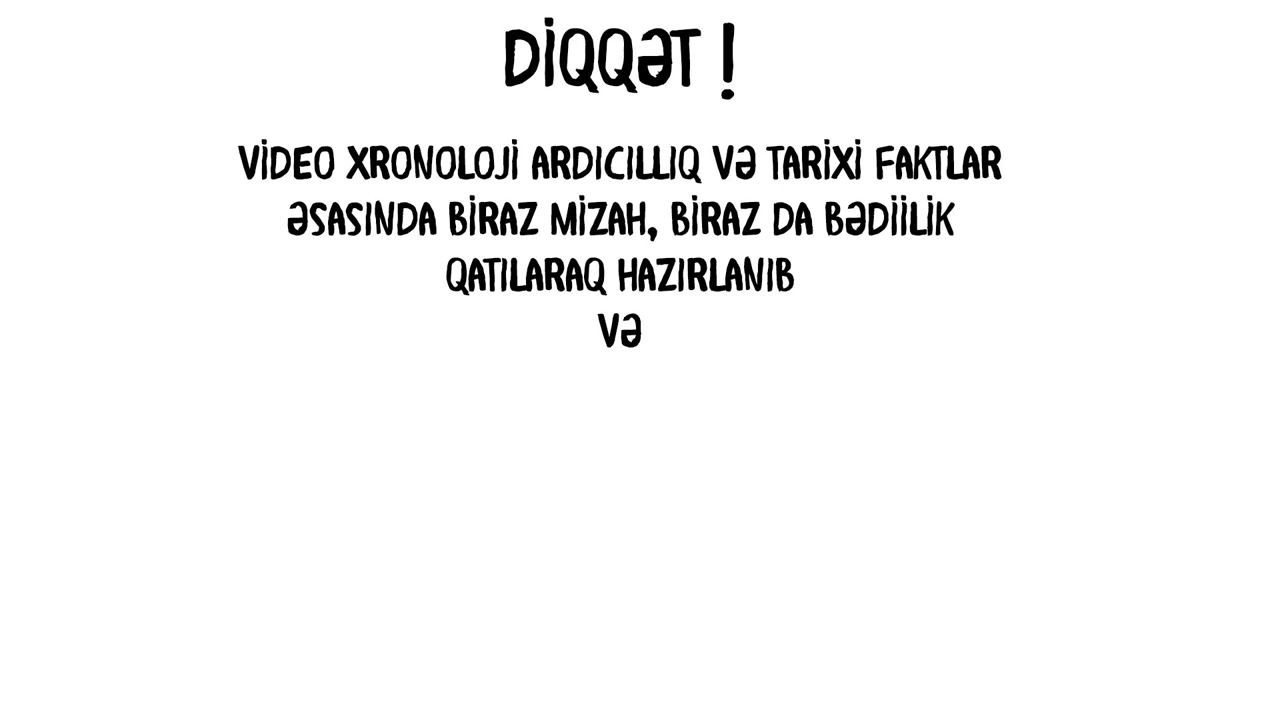 DİQQƏT !
VİDEO XRONOLOJİ ARDICILLIQ VƏ TARİXİ FAKTLAR
ƏSASINDA BİRAZ MİZAH, BİRAZ DA BƏDİİLİK
QATILARAQ HAZIRLANIB
VƏ